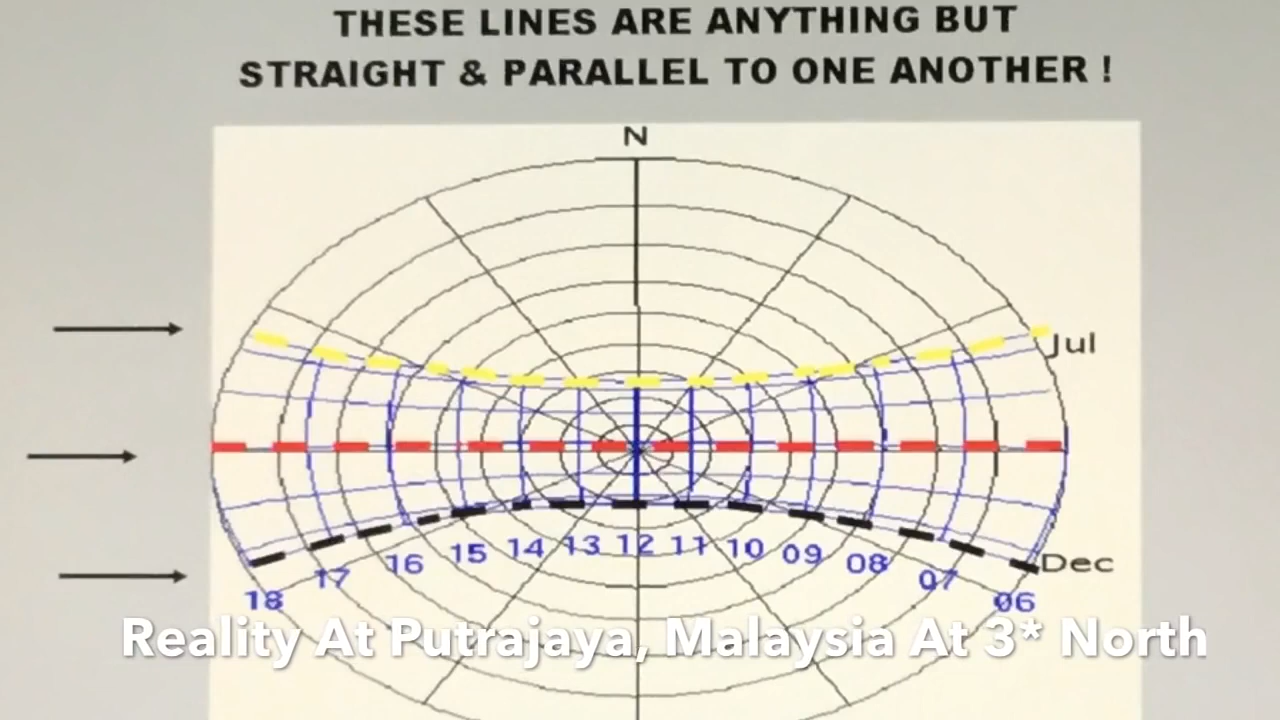 THESE LINES ARE ANYTHING BUT
STRAIGHT & PARALLEL TO ONE ANOTHER !
N
Jul
18 17 16 15 14 13 12 11 10 09 08 07 06
Dec
Reality At Putrajaya, Malaysia At 3* North